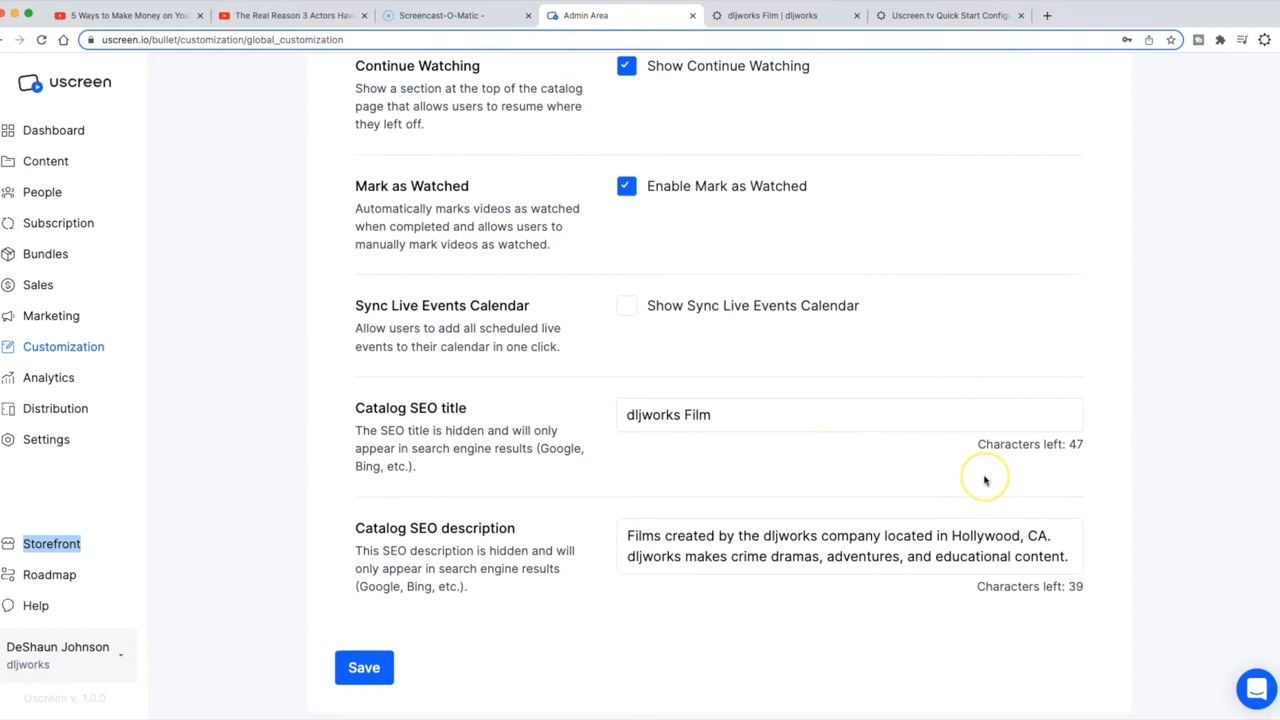 5 Ways to Make Money on You
The Real Reason 3 Actors Hav
Screencast-O-Matic -
Admin Area
dljworks Film | dljworks
Uscreen.tv Quick Start Config
uscreen.io/bullet/customization/global_customization
uscreen
Dashboard
Content
People
Subscription
Bundles
Sales
Marketing
Customization
Analytics
Distribution
Settings
Storefront
Roadmap
Help
DeShaun Johnson
dljworks
Uscreen v. 1.0.0
Continue Watching
Show a section at the top of the catalog
page that allows users to resume where
they left off.
Show Continue Watching
Mark as Watched
Automatically marks videos as watched
when completed and allows users to
manually mark videos as watched.
Enable Mark as Watched
Sync Live Events Calendar
Allow users to add all scheduled live
events to their calendar in one click.
Show Sync Live Events Calendar
Catalog SEO title
The SEO title is hidden and will only
appear in search engine results (Google,
Bing, etc.).
dljworks Film
Characters left: 47
Catalog SEO description
This SEO description is hidden and will
only appear in search engine results
(Google, Bing, etc.).
Films created by the dljworks company located in Hollywood, CA.
dljworks makes crime dramas, adventures, and educational content.
Characters left: 39
Save